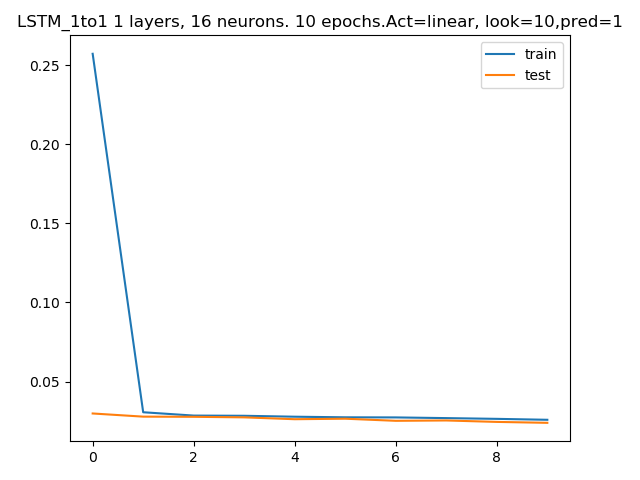 LSTM_1to1 1 layers, 16 neurons. 10 epochs.Act=linear, look=10,pred=1
train
test
0.25
0.20
0.15
0.10
0.05
0 2 4 6 8